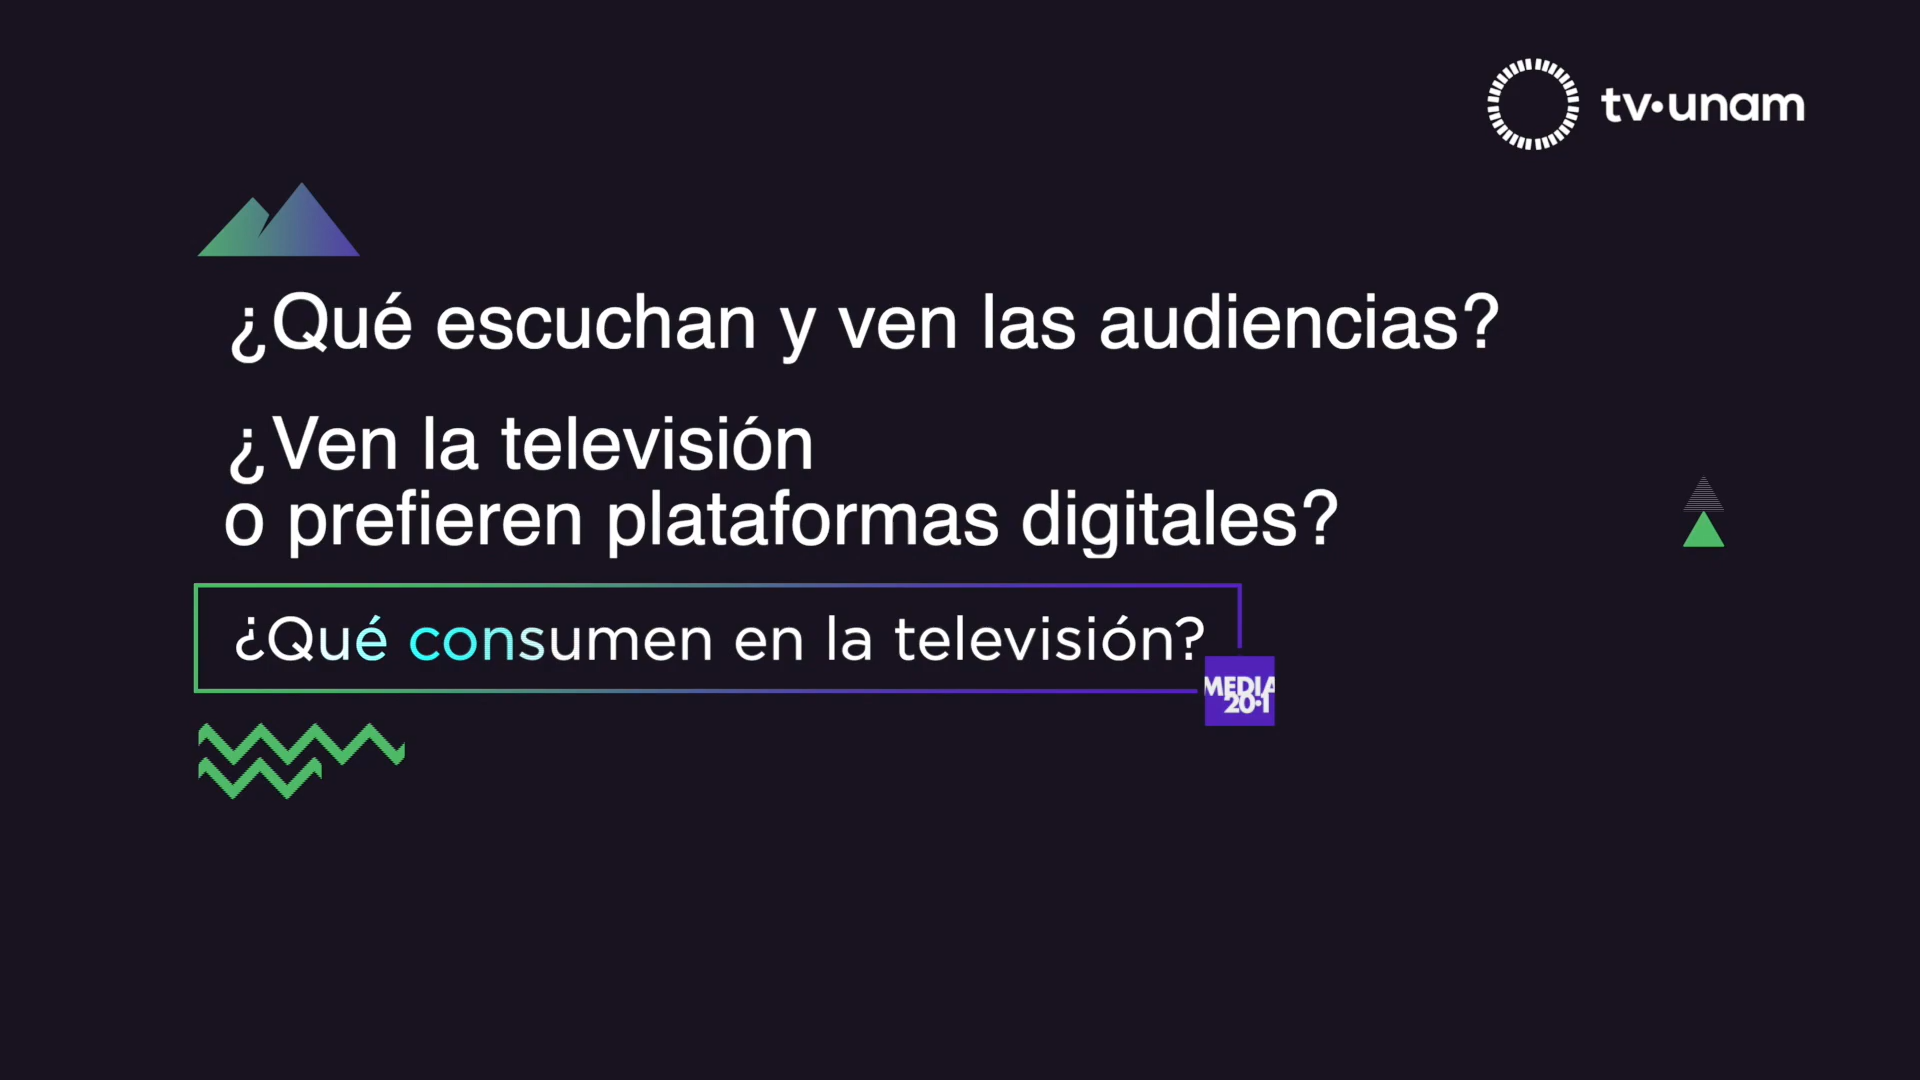 tv•unam
¿Qué escuchan y ven las audiencias?
¿Ven la televisión
o prefieren plataformas digitales?
¿Qué consumen en la televisión?
MEDIA
20•1